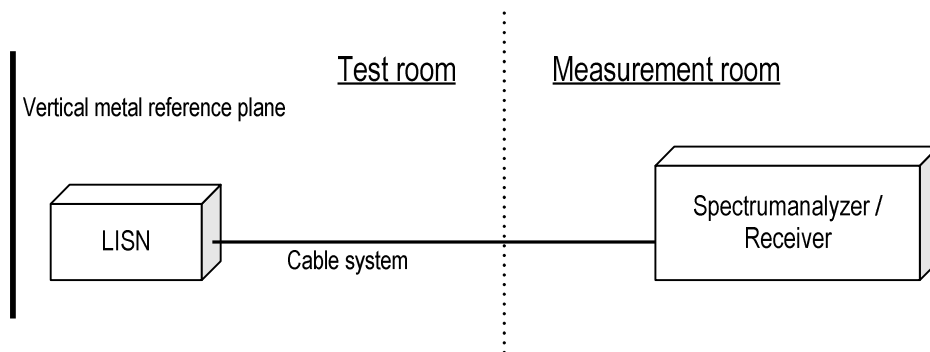 Test room
Measurement room
Vertical metal reference plane
LISN
Cable system
Spectrumanalyzer /
Receiver